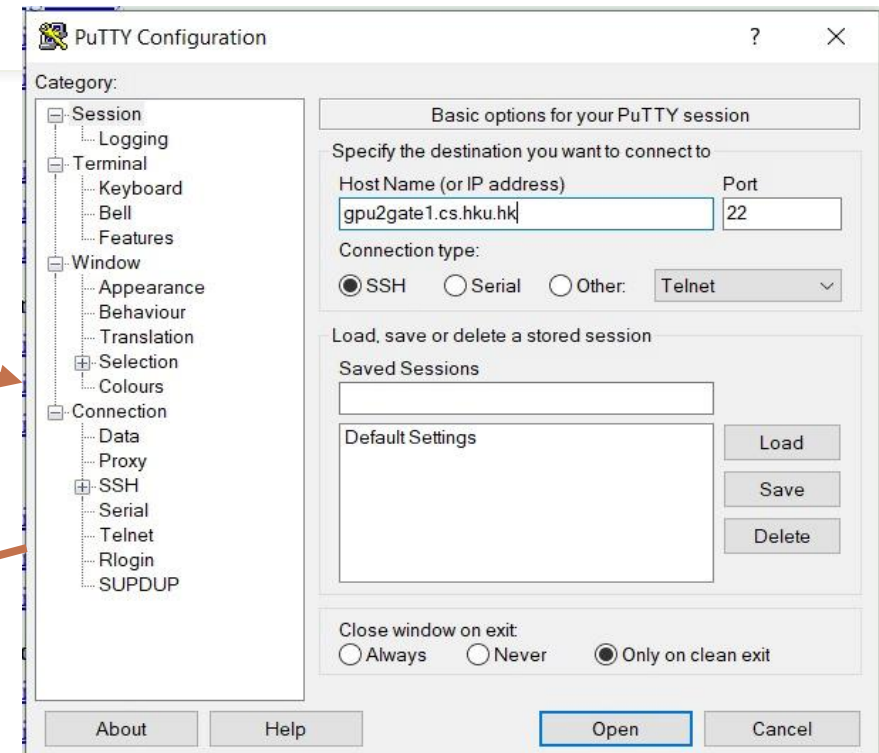 PuTTY Configuration
?
Category:
Session
Logging
Terminal
Keyboard
Bell
Features
Window
Appearance
Behaviour
Translation
Selection
Colours
Connection
Data
Proxy
SSH
Serial
Telnet
Rlogin
SUPDUP
Basic options for your PuTTY session
Specify the destination you want to connect to
Host Name (or IP address) Port
gpu2gate1.cs.hku.hk 22
Connection type:
SSH Serial Other: Telnet
Load, save or delete a stored session
Saved Sessions
Default Settings
Load
Save
Delete
Close window on exit:
Always Never Only on clean exit
About Help Open Cancel